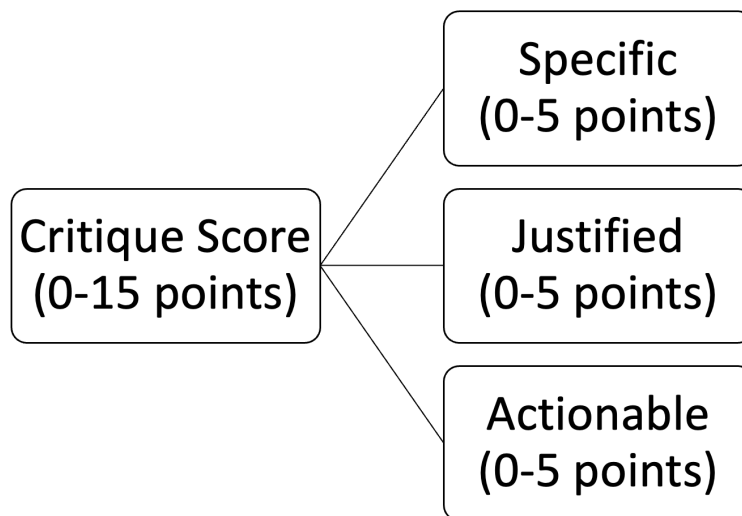 Specific
(0-5 points)
Critique Score
(0-15 points)
Justified
(0-5 points)
Actionable
(0-5 points)